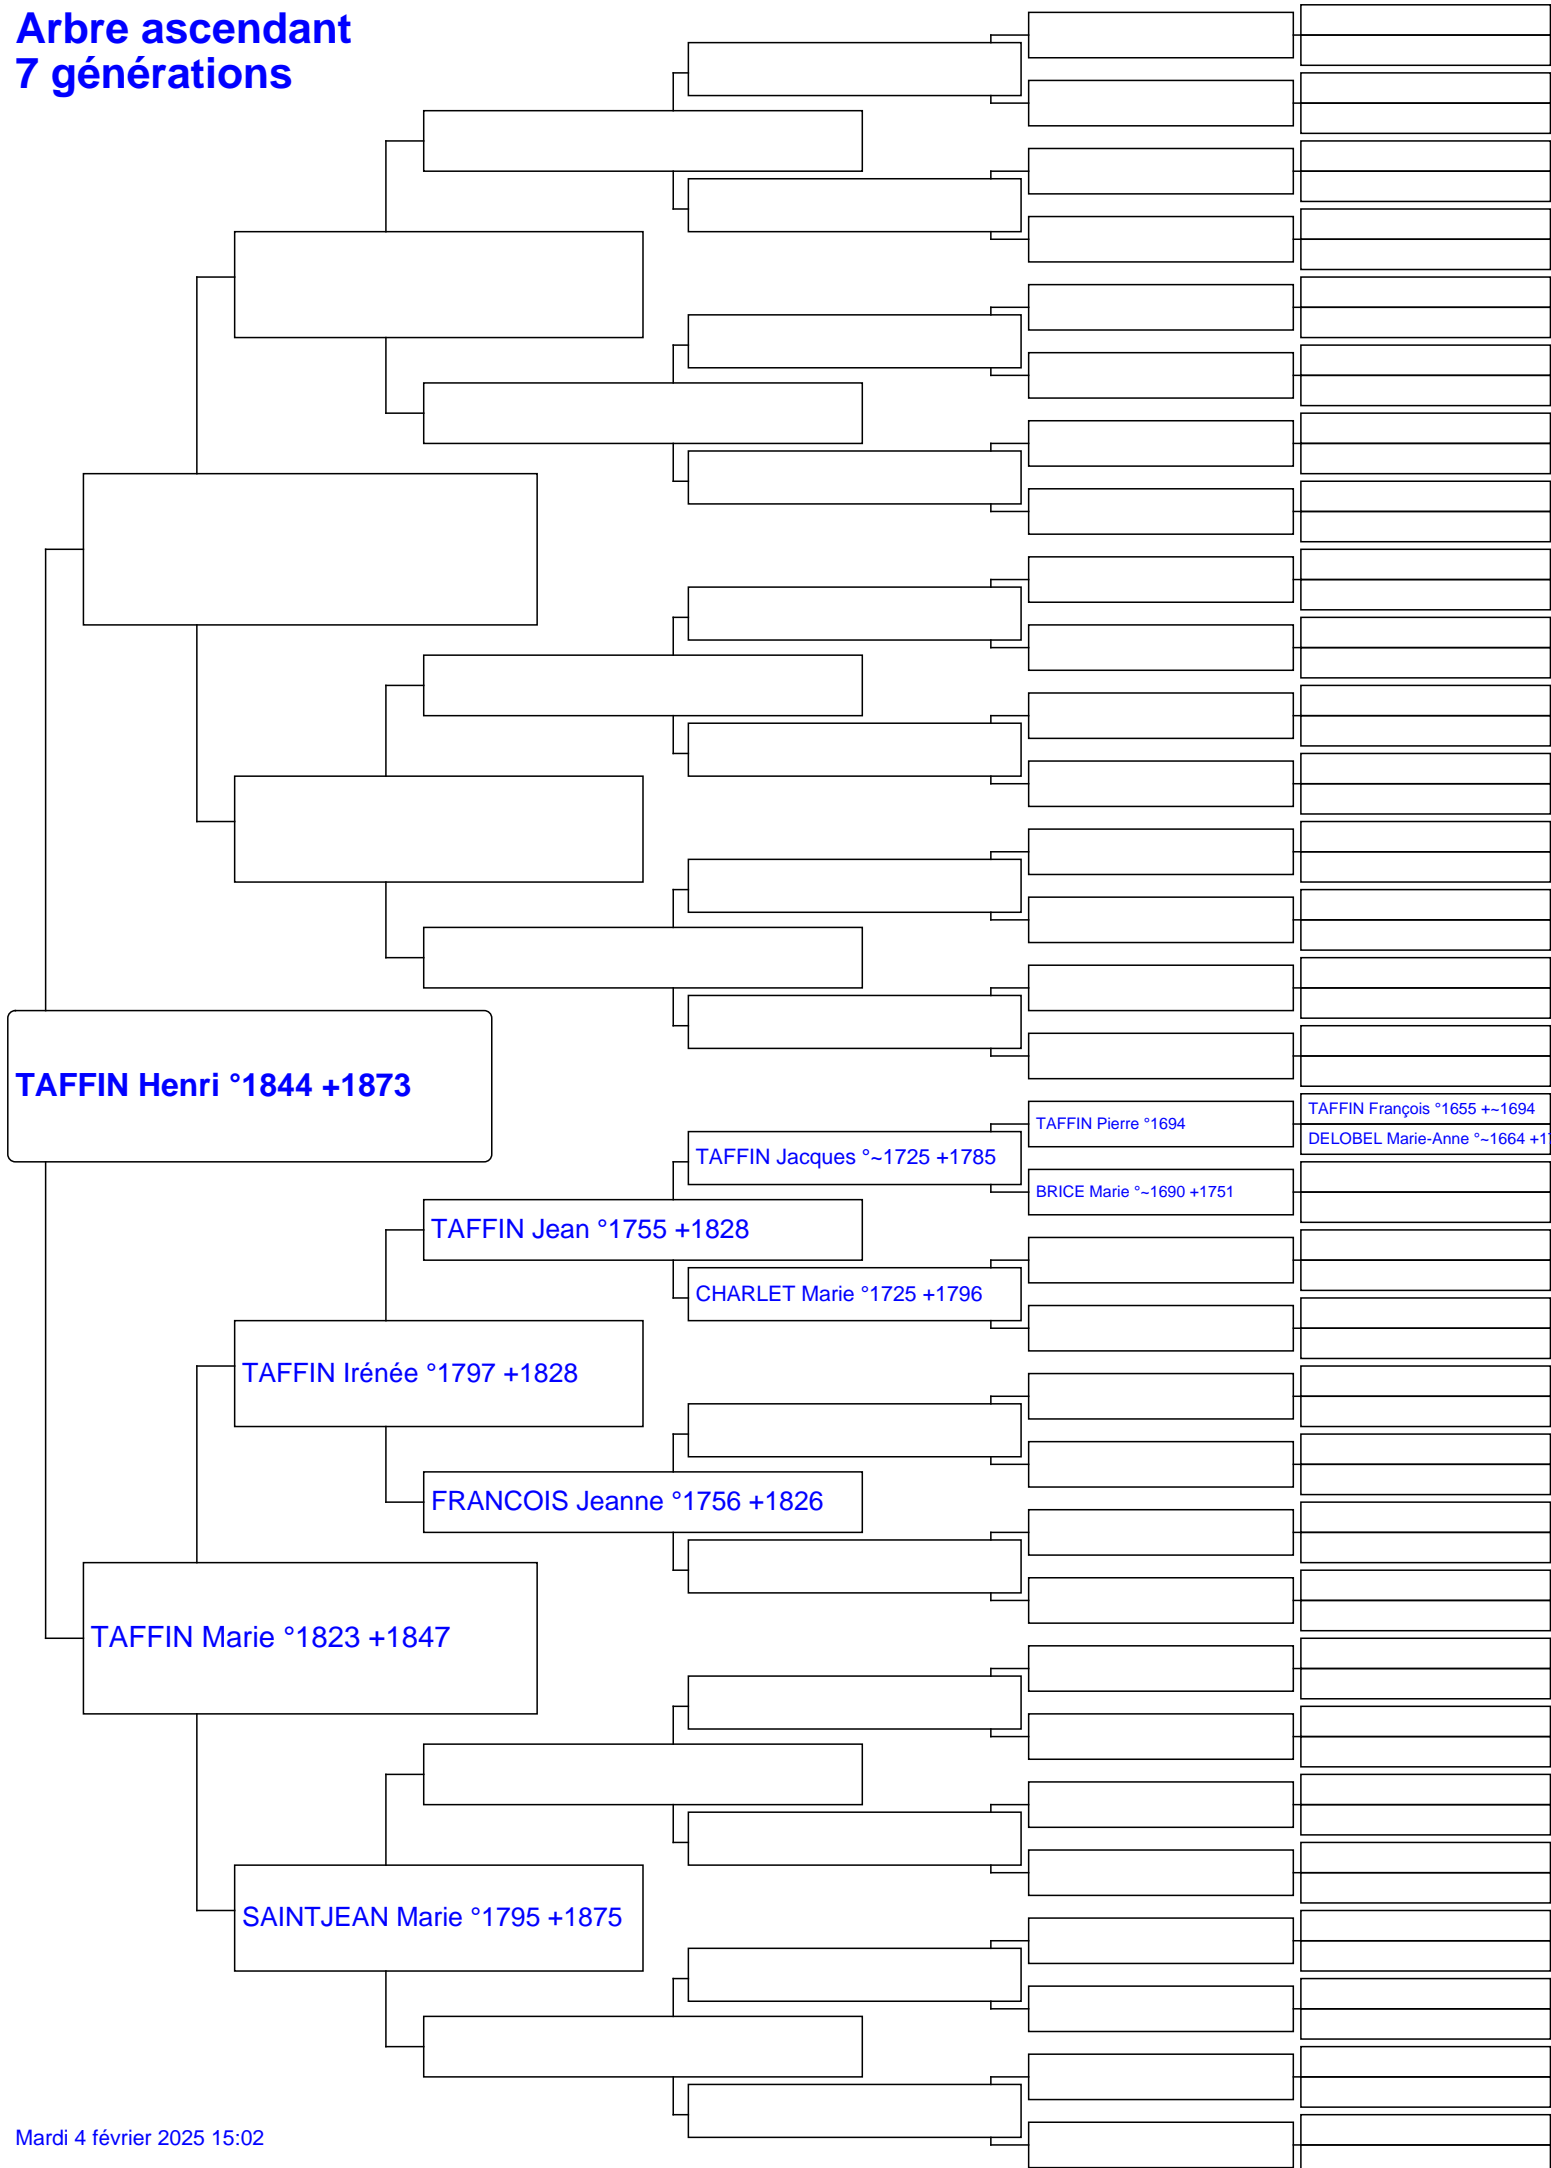 Arbre ascendant
7 générations
TAFFIN Henri °1844 +1873
TAFFIN François °1655 +~1694
TAFFIN Pierre °1694
DELOBEL Marie-Anne °~1664
TAFFIN Jacques °~1725 +1785
BRICE Marie °~1690 +1751
TAFFIN Jean °1755 +1828
CHARLET Marie °1725 +1796
TAFFIN Irénée °1797 +1828
FRANCOIS Jeanne °1756 +1826
TAFFIN Marie °1823 +1847
SAINTJEAN Marie °1795 +1875
Mardi 4 février 2025 15:02